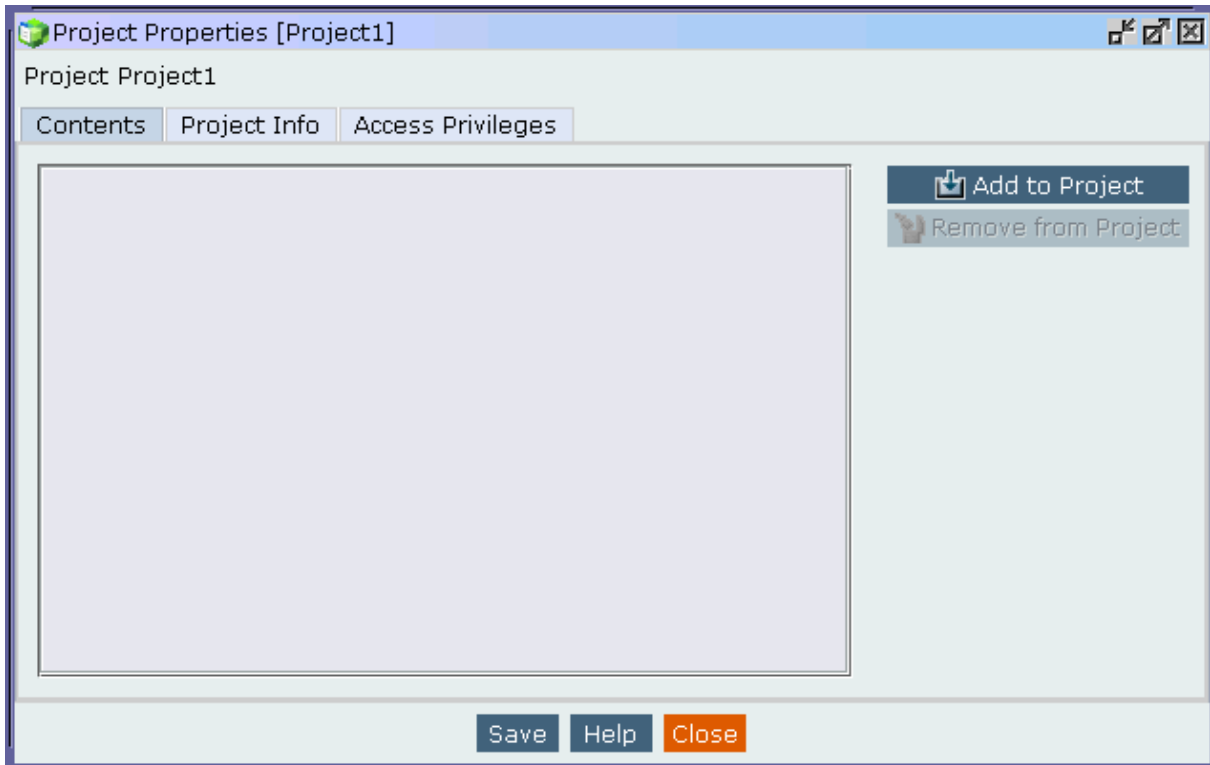 Project Properties [Project1]
Project Project1
Contents Project Info Access Privileges
Add to Project
Remove from Project
Save Help Close